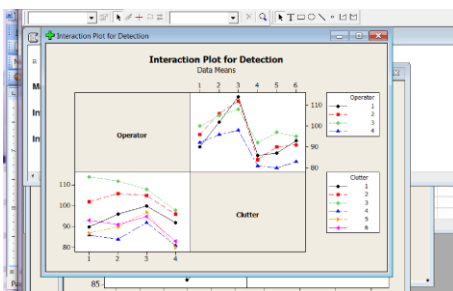 Interaction Plot for Detection
Interaction Plot for Detection
Data Means
1 2 3 4 5 6
Operator
110
100
90
80
Operator
1
2
3
4
110
100
90
80
Clutter
Clutter
1
2
3
4
5
6
1 2 3 4
85